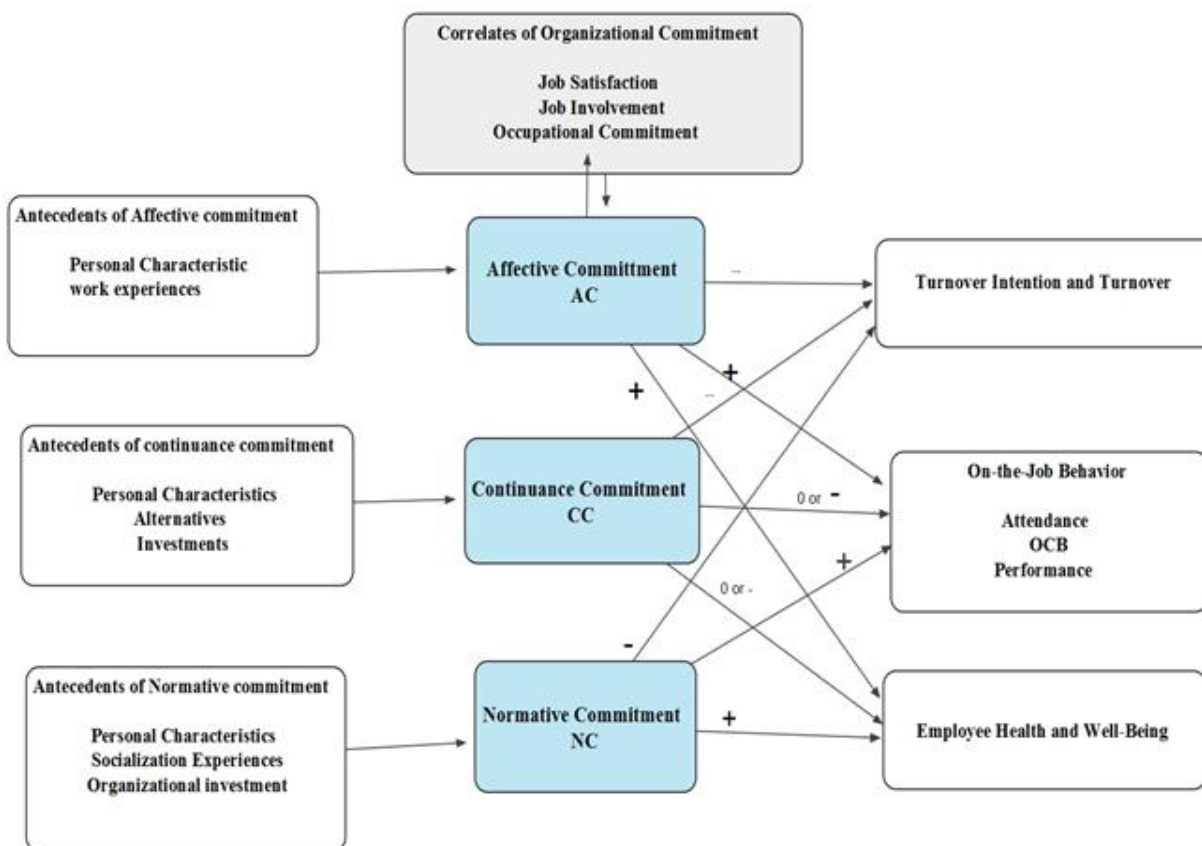 Correlates of Organizational Commitment
Job Satisfaction
Job Involvement
Occupational Commitment
Antecedents of Affective commitment
Personal Characteristic
work experiences
Affective Committment
AC
--
Turnover Intention and Turnover
+
+
--
Antecedents of continuance commitment
Personal Characteristics
Alternatives
Investments
Continuance Commitment
CC
0 or -
On-the-Job Behavior
Attendance
OCB
Performance
+
0 or -
-
Antecedents of Normative commitment
Personal Characteristics
Socialization Experiences
Organizational investment
Normative Commitment
NC
+
Employee Health and Well-Being